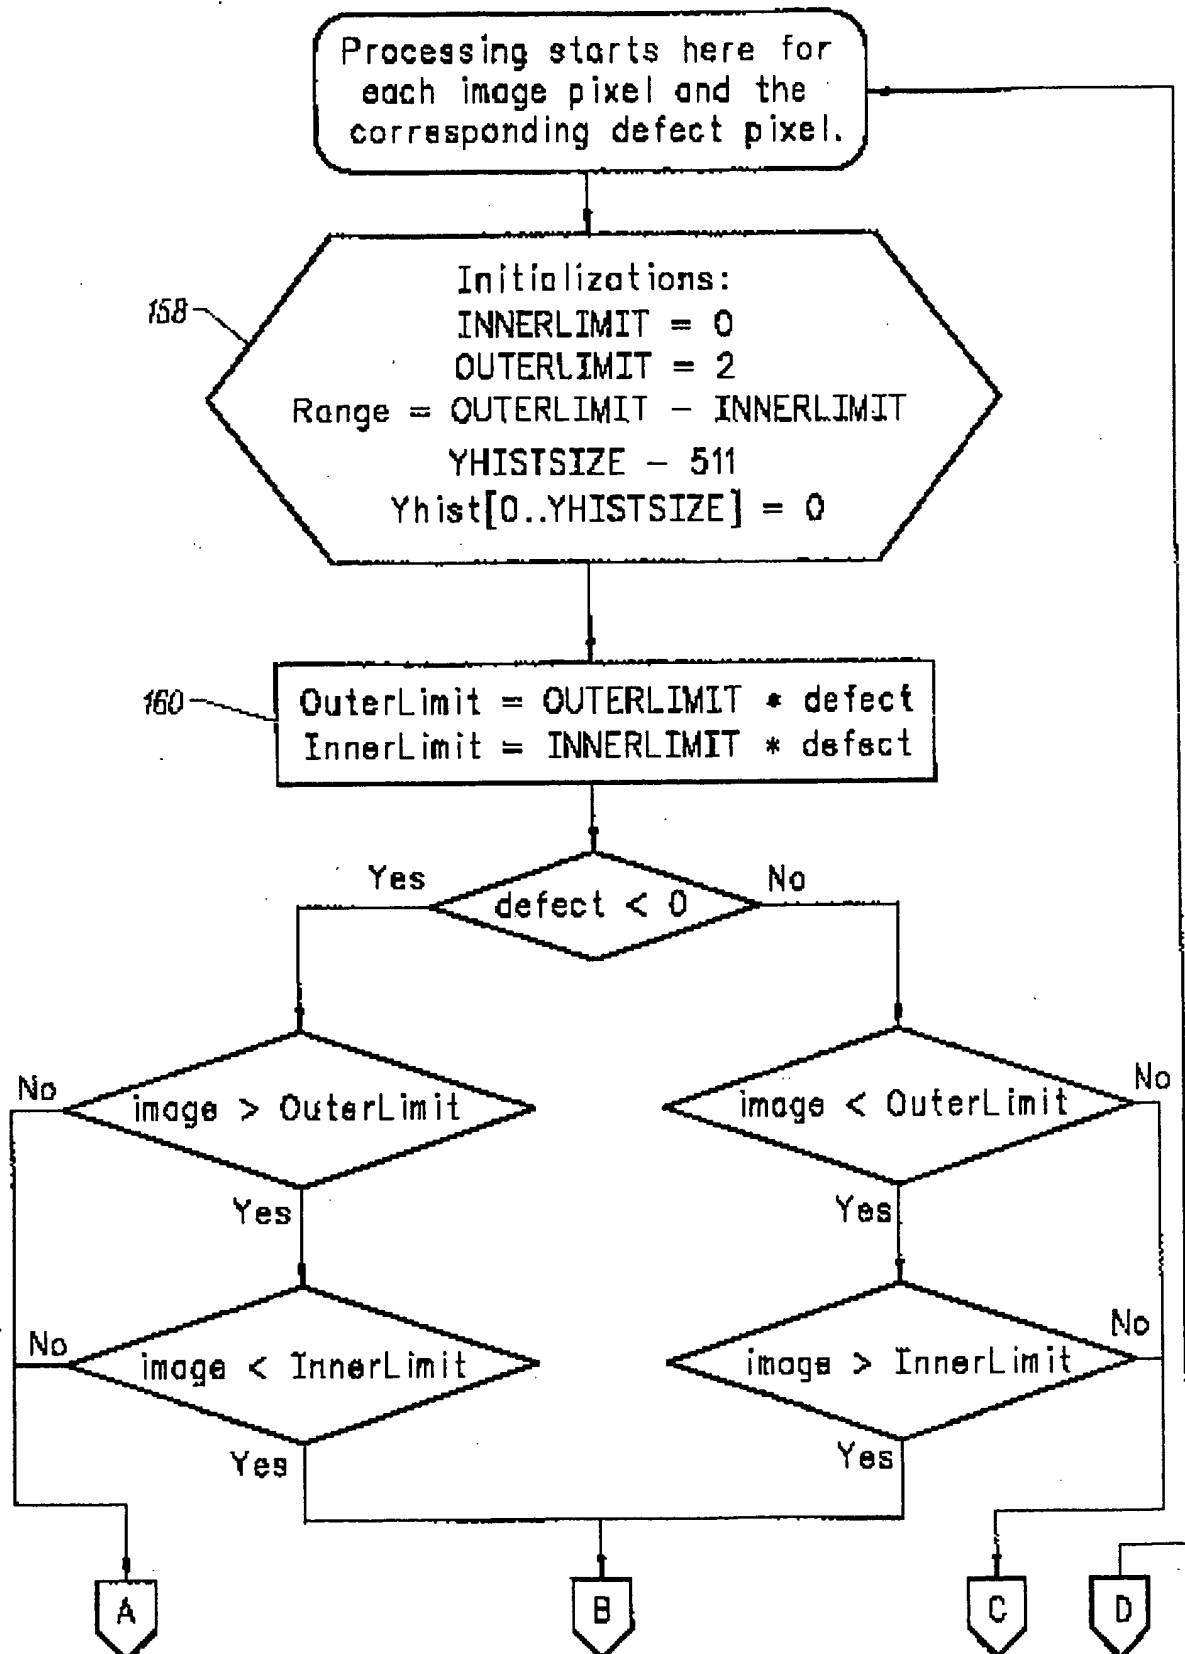 Processing starts here for
each image pixel and the
corresponding defect pixel.
158
Initializations:
INNERLIMIT = 0
OUTERLIMIT = 2
Range = OUTERLIMIT - INNERLIMIT
YHISTSIZE - 511
Yhist[0..YHISTSIZE] = 0
160
OuterLimit = OUTERLIMIT * defect
InnerLimit = INNERLIMIT * defect
Yes
defect < 0
No
No
image > OuterLimit
image < OuterLimit
No
Yes
Yes
No
image < InnerLimit
image > InnerLimit
No
Yes
Yes
A
B
C
D